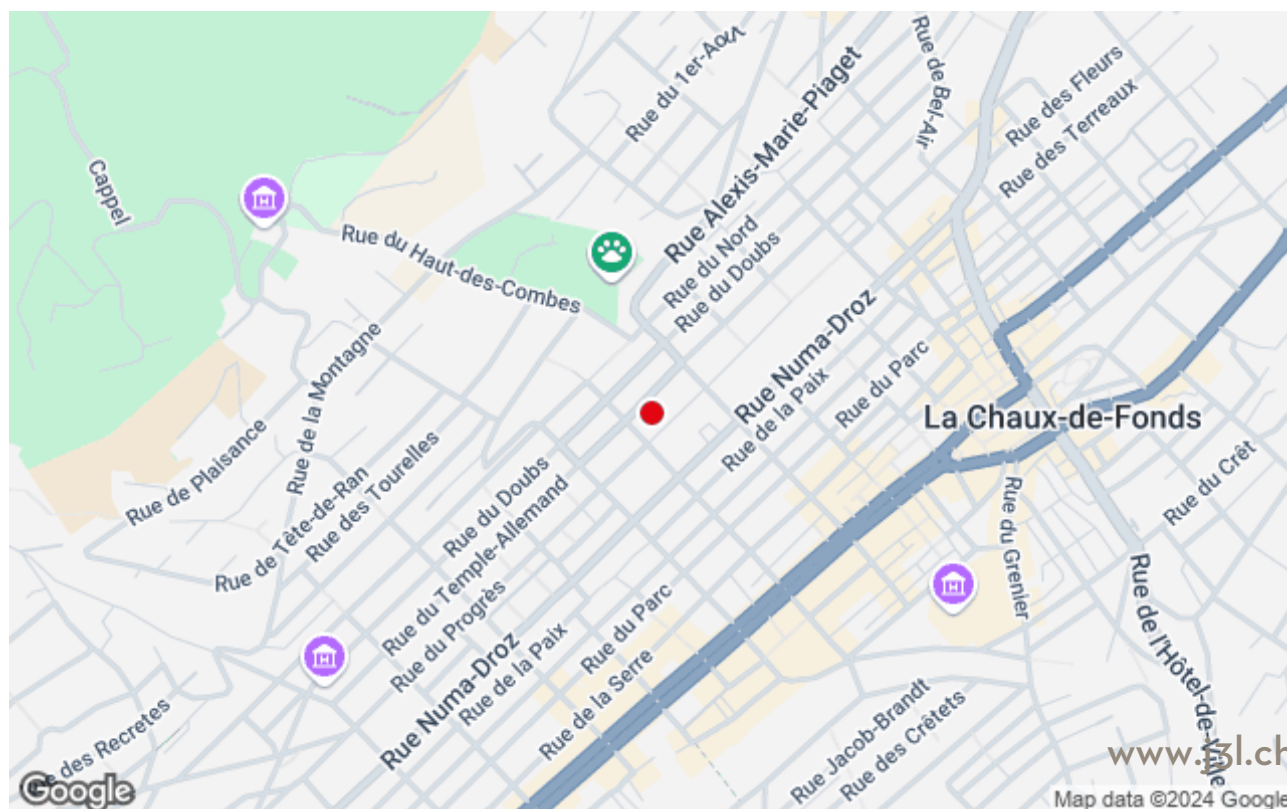 Rue du 1er-Août
Rue Alexis-Marie-Piaget
Rue de Bel-Air
Rue des Fleurs
Rue des Terreaux
Cappel
Rue du Haut-des-Combes
Rue du Nord
Rue du Doubs
Rue Numa-Droz
Rue de la Paix
Rue du Parc
La Chaux-de-Fonds
Rue de la Montagne
Rue de Plaisance
Rue de Tête-de-Ran
Rue des Tourelles
Rue du Doubs
Rue du Temple-Allemand
Rue du Progrès
Rue Numa-Droz
Rue de la Paix
Rue du Parc
Rue de la Serre
Rue du Grenier
Rue du Crêt
Rue de l'Hôtel-de-Ville
Rue Jacob-Brandt
Rue des Crêtets
Rue des Recretes
www.j3l.ch
Google
Map data ©2024 Google